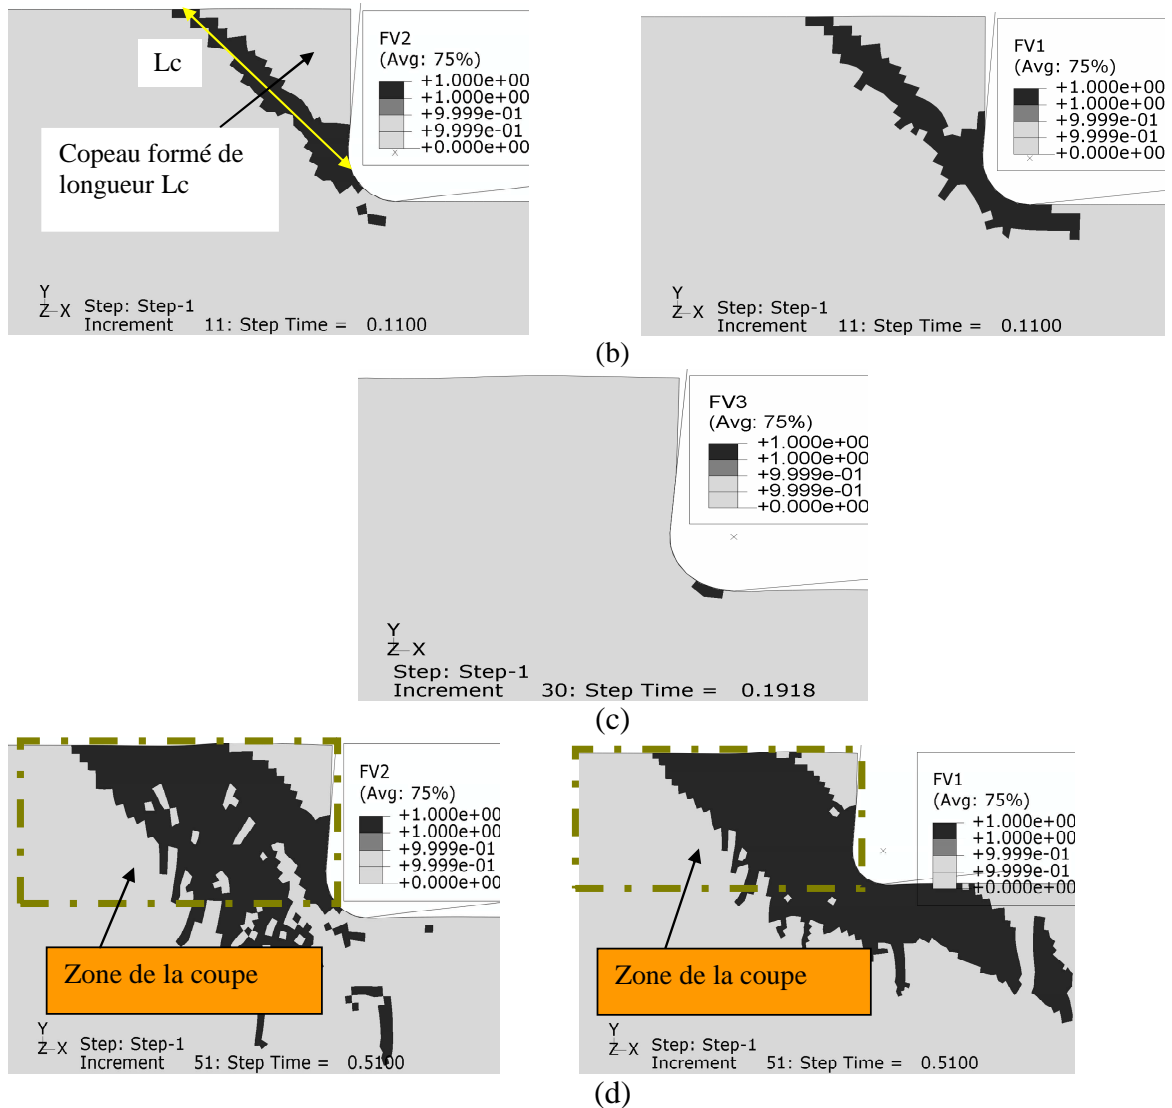 Lc
Copeau formé de
longueur Lc
FV2
(Avg: 75%)
+1.000e+00
+1.000e+00
+9.999e-01
+9.999e-01
+0.000e+00
Y
Z X Step: Step-1
Increment 11: Step Time = 0.1100
FV1
(Avg: 75%)
+1.000e+00
+1.000e+00
+9.999e-01
+9.999e-01
+0.000e+00
Y
Z X Step: Step-1
Increment 11: Step Time = 0.1100
(b)
FV3
(Avg: 75%)
+1.000e+00
+1.000e+00
+9.999e-01
+9.999e-01
+0.000e+00
Y
Z X
Step: Step-1
Increment 30: Step Time = 0.1918
(c)
FV2
(Avg: 75%)
+1.000e+00
+1.000e+00
+9.999e-01
+9.999e-01
+0.000e+00
Zone de la coupe
Y
Z X Step: Step-1
Increment 51: Step Time = 0.5100
FV1
(Avg: 75%)
+1.000e+00
+1.000e+00
+9.999e-01
+9.999e-01
+0.000e+00
Zone de la coupe
Y
Z X Step: Step-1
Increment 51: Step Time = 0.5100
(d)